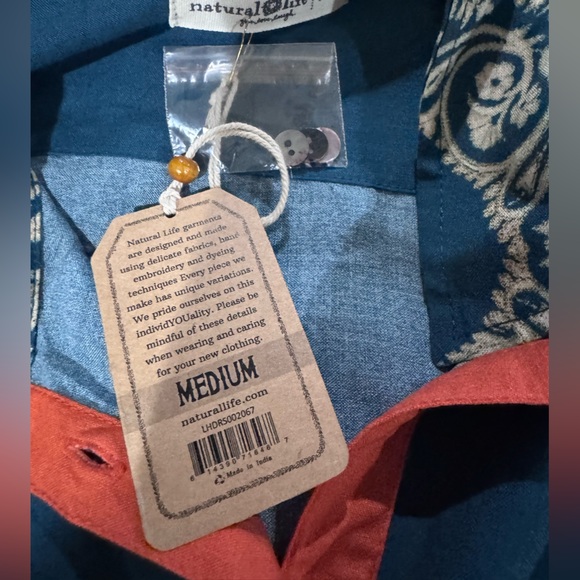 natural life
Natural Life garments
are designed and made
using delicate fabrics, hand
embroidery and dyeing
techniques Every piece we
make has unique variations.
We pride ourselves on this
individYOUality. Please be
mindful of these details
when wearing and caring
for your new clothing.
MEDIUM
naturallife.com
LHDRS002067
Made in India